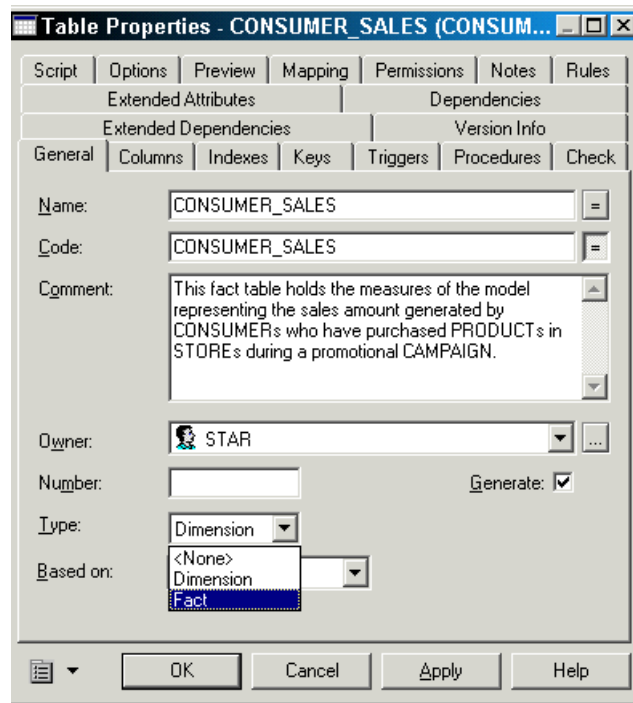 Table Properties - CONSUMER_SALES (CONSUM...
Script Options Preview Mapping Permissions Notes Rules
Extended Attributes Dependencies
Extended Dependencies Version Info
General Columns Indexes Keys Triggers Procedures Check
Name: CONSUMER_SALES =
Code: CONSUMER_SALES =
Comment: This fact table holds the measures of the model
representing the sales amount generated by
CONSUMERs who have purchased PRODUCTs in
STOREs during a promotional CAMPAIGN.
Owner: STAR ...
Number: Generate:
Type: Dimension
<None>
Based on: Dimension
Fact
OK Cancel Apply Help